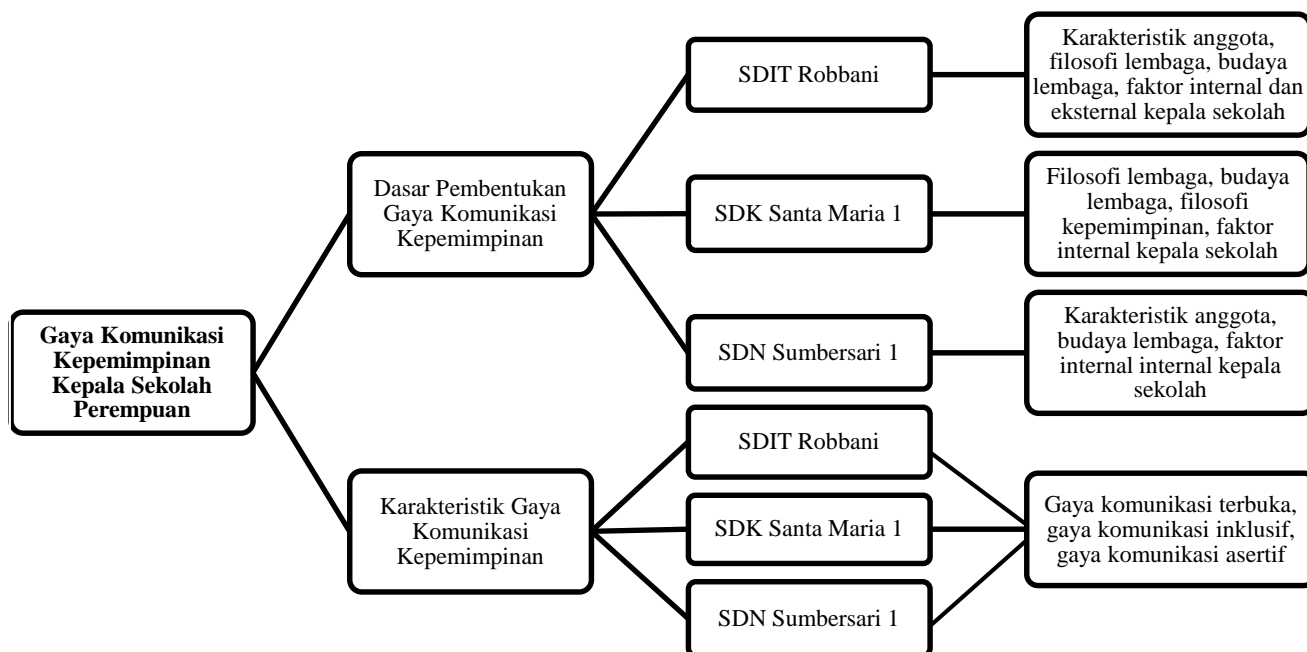 Gaya Komunikasi
Kepemimpinan
Kepala Sekolah
Perempuan
Dasar Pembentukan
Gaya Komunikasi
Kepemimpinan
SDIT Robbani
Karakteristik anggota,
filosofi lembaga, budaya
lembaga, faktor internal dan
eksternal kepala sekolah
SDK Santa Maria 1
Filosofi lembaga, budaya
lembaga, filosofi
kepemimpinan, faktor
internal kepala sekolah
SDN Sumbersari 1
Karakteristik anggota,
budaya lembaga, faktor
internal internal kepala
sekolah
Karakteristik Gaya
Komunikasi
Kepemimpinan
SDIT Robbani
SDK Santa Maria 1
SDN Sumbersari 1
Gaya komunikasi terbuka,
gaya komunikasi inklusif,
gaya komunikasi asertif